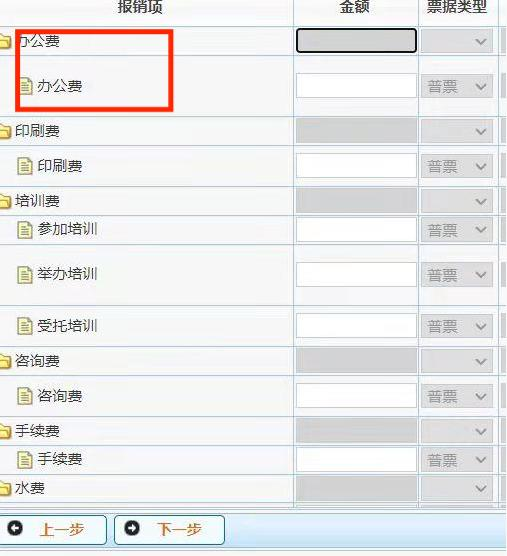 报销项 金额 票据类型
办公费
办公费 普票
印刷费
印刷费 普票
培训费
参加培训 普票
举办培训 普票
受托培训 普票
咨询费
咨询费 普票
手续费
手续费 普票
水费
上一步 下一步